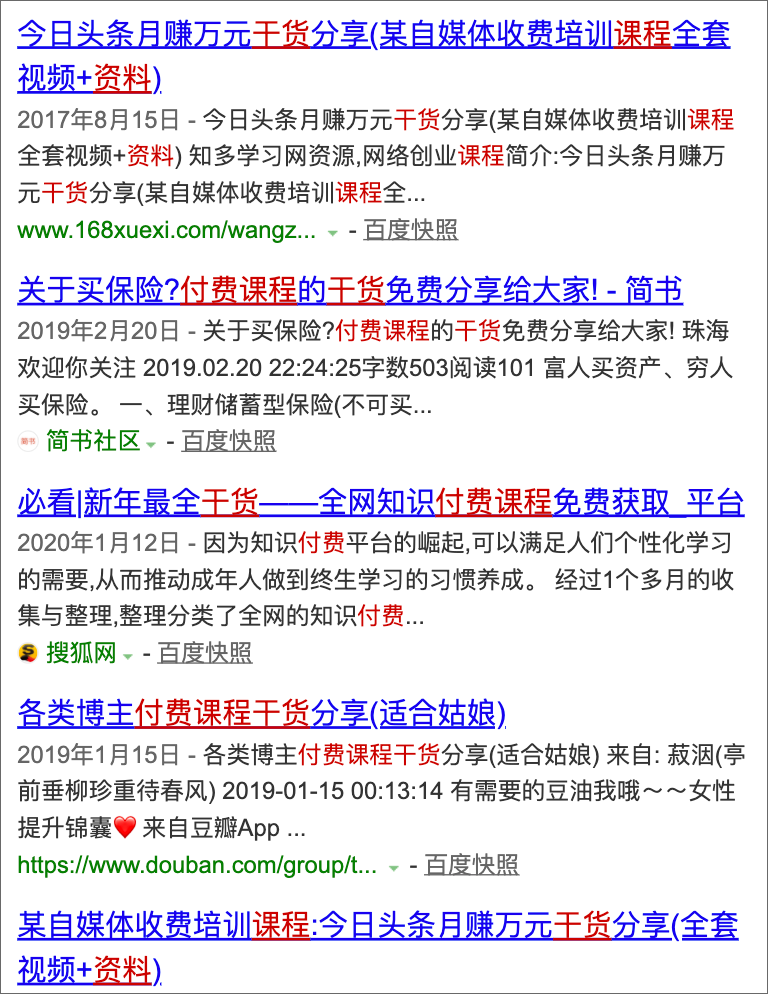 今日头条月赚万元干货分享(某自媒体收费培训课程全套
视频+资料)
2017年8月15日 - 今日头条月赚万元干货分享(某自媒体收费培训课程
全套视频+资料) 知多学习网资源,网络创业课程简介:今日头条月赚万
元干货分享(某自媒体收费培训课程全...
www.168xuexi.com/wangz... - 百度快照
关于买保险?付费课程的干货免费分享给大家! - 简书
2019年2月20日 - 关于买保险?付费课程的干货免费分享给大家! 珠海
欢迎你关注 2019.02.20 22:24:25字数503阅读101 富人买资产、穷人
买保险。 一、理财储蓄型保险(不可买...
简书 简书社区 - 百度快照
必看|新年最全干货——全网知识付费课程免费获取_平台
2020年1月12日 - 因为知识付费平台的崛起,可以满足人们个性化学习
的需要,从而推动成年人做到终生学习的习惯养成。 经过1个多月的收
集与整理,整理分类了全网的知识付费...
搜狐网 - 百度快照
各类博主付费课程干货分享(适合姑娘)
2019年1月15日 - 各类博主付费课程干货分享(适合姑娘) 来自: 菽洇(亭
前垂柳珍重待春风) 2019-01-15 00:13:14 有需要的豆油我哦～～女性
提升锦囊❤️ 来自豆瓣App ...
https://www.douban.com/group/t... - 百度快照
某自媒体收费培训课程:今日头条月赚万元干货分享(全套
视频+资料)